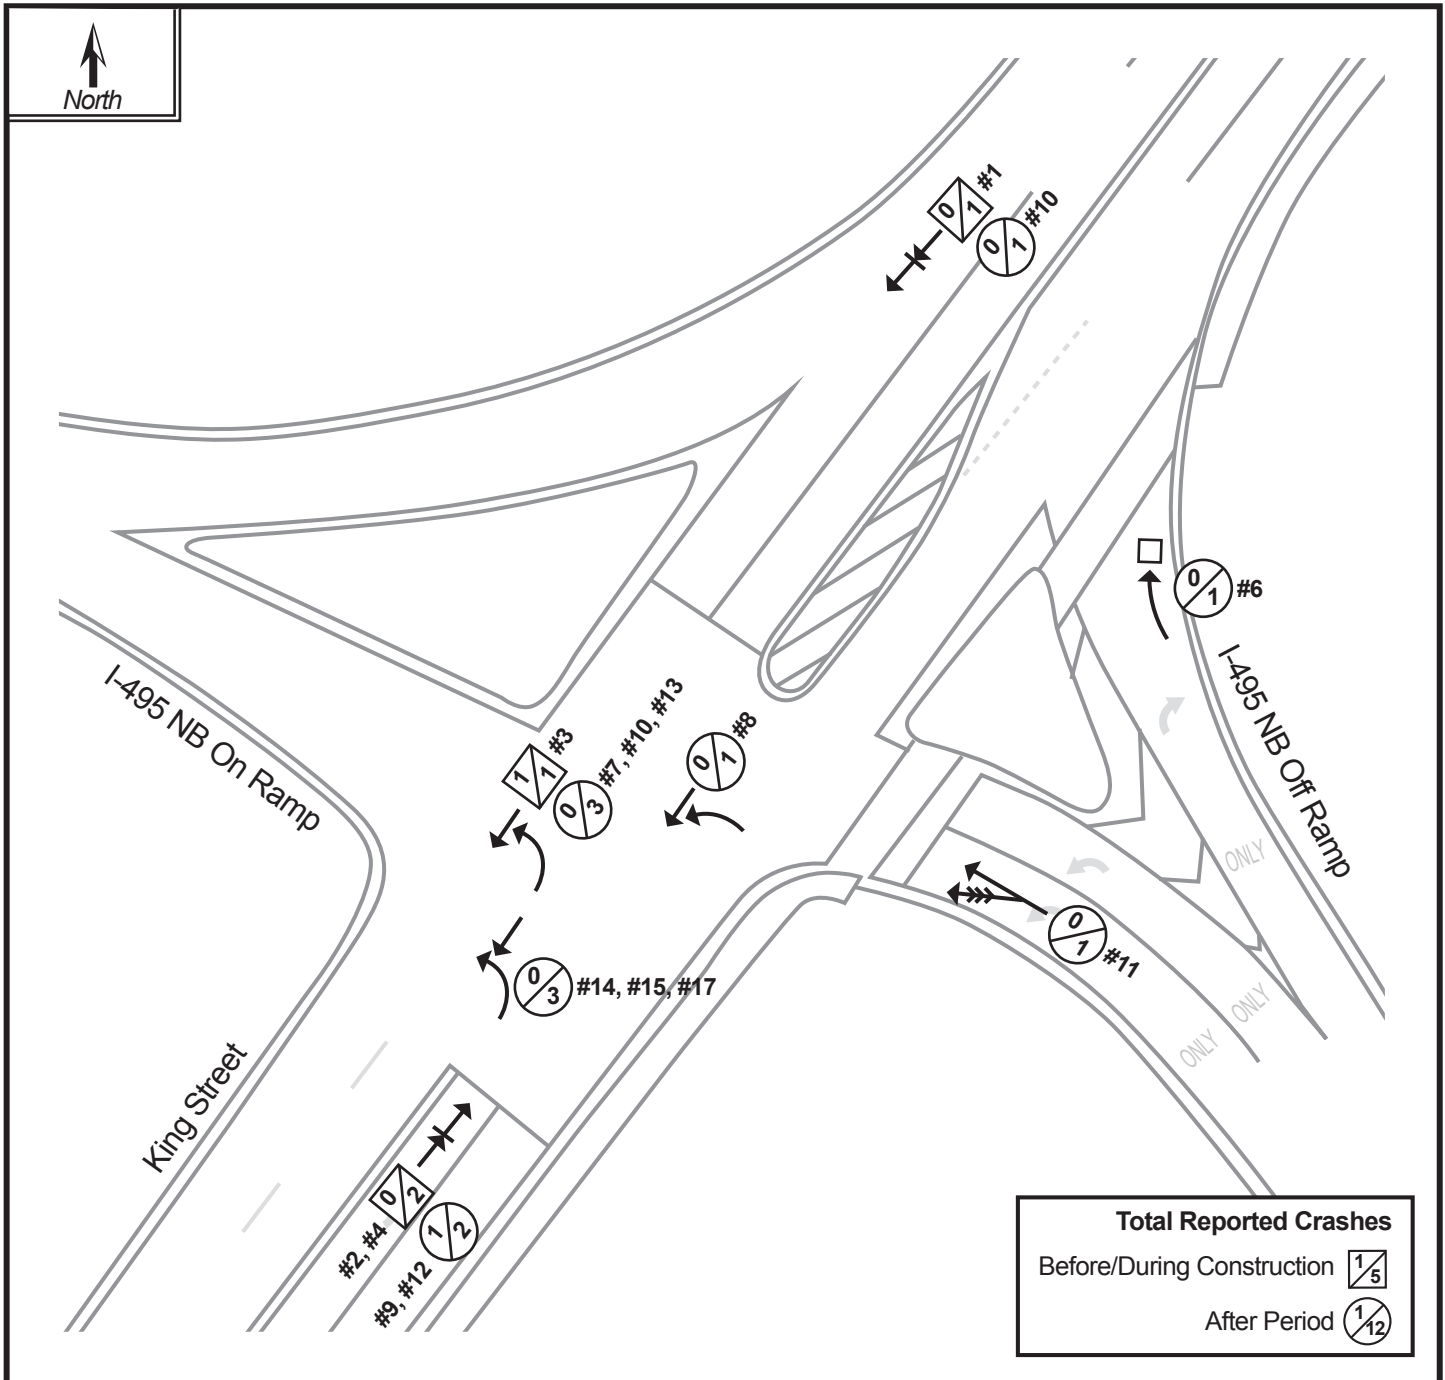 North
0/1 #1
0/1 #10
0/1 #6
I-495 NB On Ramp
I-495 NB Off Ramp
1/1 #3
0/3 #7, #10, #13
0/1 #8
ONLY
0/1 #11
0/3 #14, #15, #17
ONLY
ONLY
King Street
0/2
#2, #4
1/2
#9, #12
Total Reported Crashes
Before/During Construction 1/5
After Period 1/12